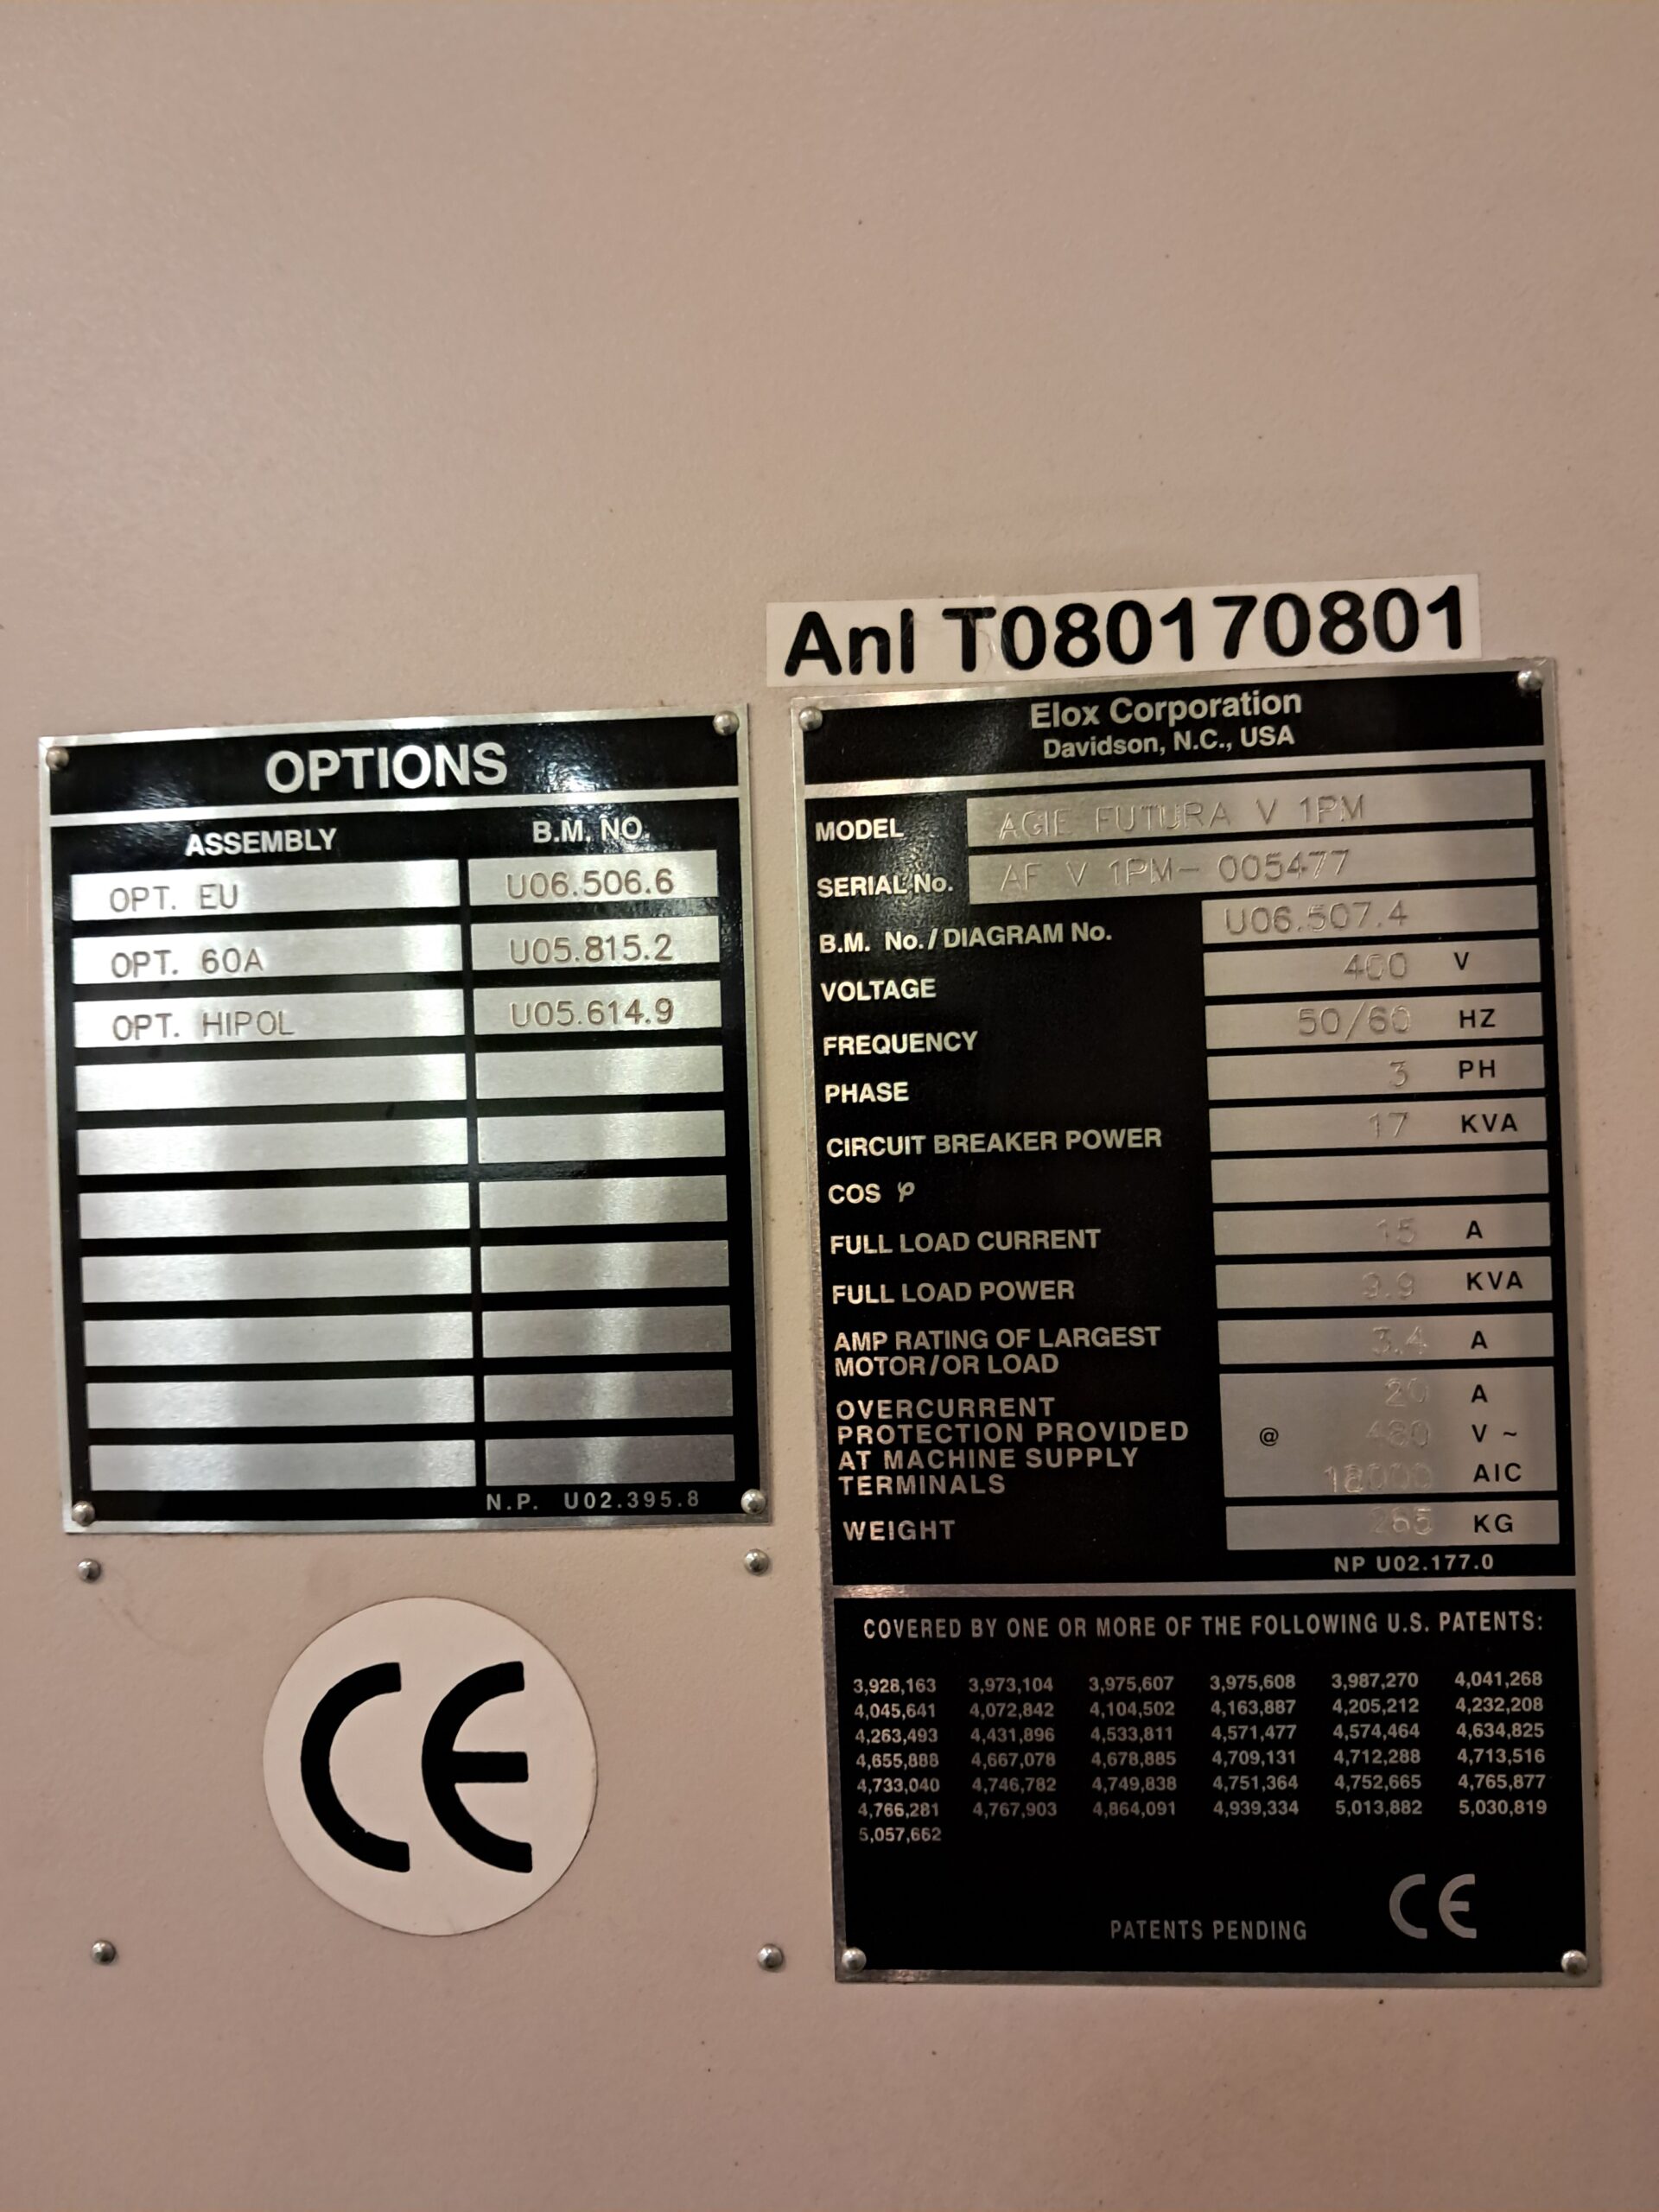 Anl T080170801
OPTIONS
ASSEMBLY B.M. NO.
OPT. EU U06.506.6
OPT. 60A U05.815.2
OPT. HIPOL U05.614.9
N.P. U02.395.8
CE
Elox Corporation
Davidson, N.C., USA
MODEL AGIE FUTURA V 1PM
SERIAL No. AF V 1PM- 005477
B.M. No./DIAGRAM No. U06.507.4
VOLTAGE 400 V
FREQUENCY 50/60 HZ
PHASE 3 PH
CIRCUIT BREAKER POWER 17 KVA
COS φ
FULL LOAD CURRENT 15 A
FULL LOAD POWER KVA
AMP RATING OF LARGEST
MOTOR/OR LOAD 3.4 A
OVERCURRENT 20 A
PROTECTION PROVIDED @ 480 V ~
AT MACHINE SUPPLY
TERMINALS 18000 AIC
WEIGHT 265 KG
NP U02.177.0
COVERED BY ONE OR MORE OF THE FOLLOWING U.S. PATENTS:
3,928,163 3,973,104 3,975,607 3,975,608 3,987,270 4,041,268
4,045,641 4,072,842 4,104,502 4,163,887 4,205,212 4,232,208
4,263,493 4,431,896 4,533,811 4,571,477 4,574,464 4,634,825
4,655,888 4,667,078 4,678,885 4,709,131 4,712,288 4,713,516
4,733,040 4,746,782 4,749,838 4,751,364 4,752,665 4,765,877
4,766,281 4,767,903 4,864,091 4,939,334 5,013,882 5,030,819
5,057,662
PATENTS PENDING CE